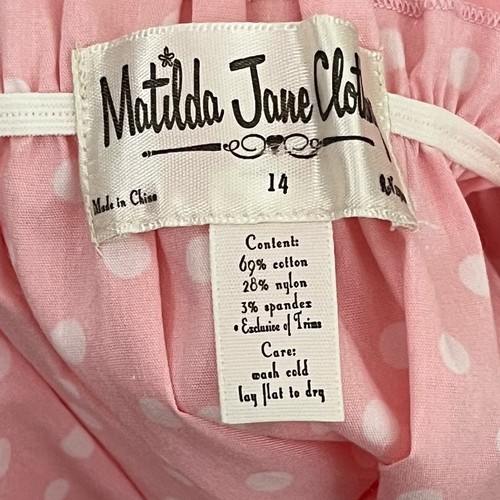 Matilda Jane
14
Made in China
Content:
69% cotton
28% nylon
3% spandex
• Exclusive of Trims
Care:
wash cold
lay flat to dry